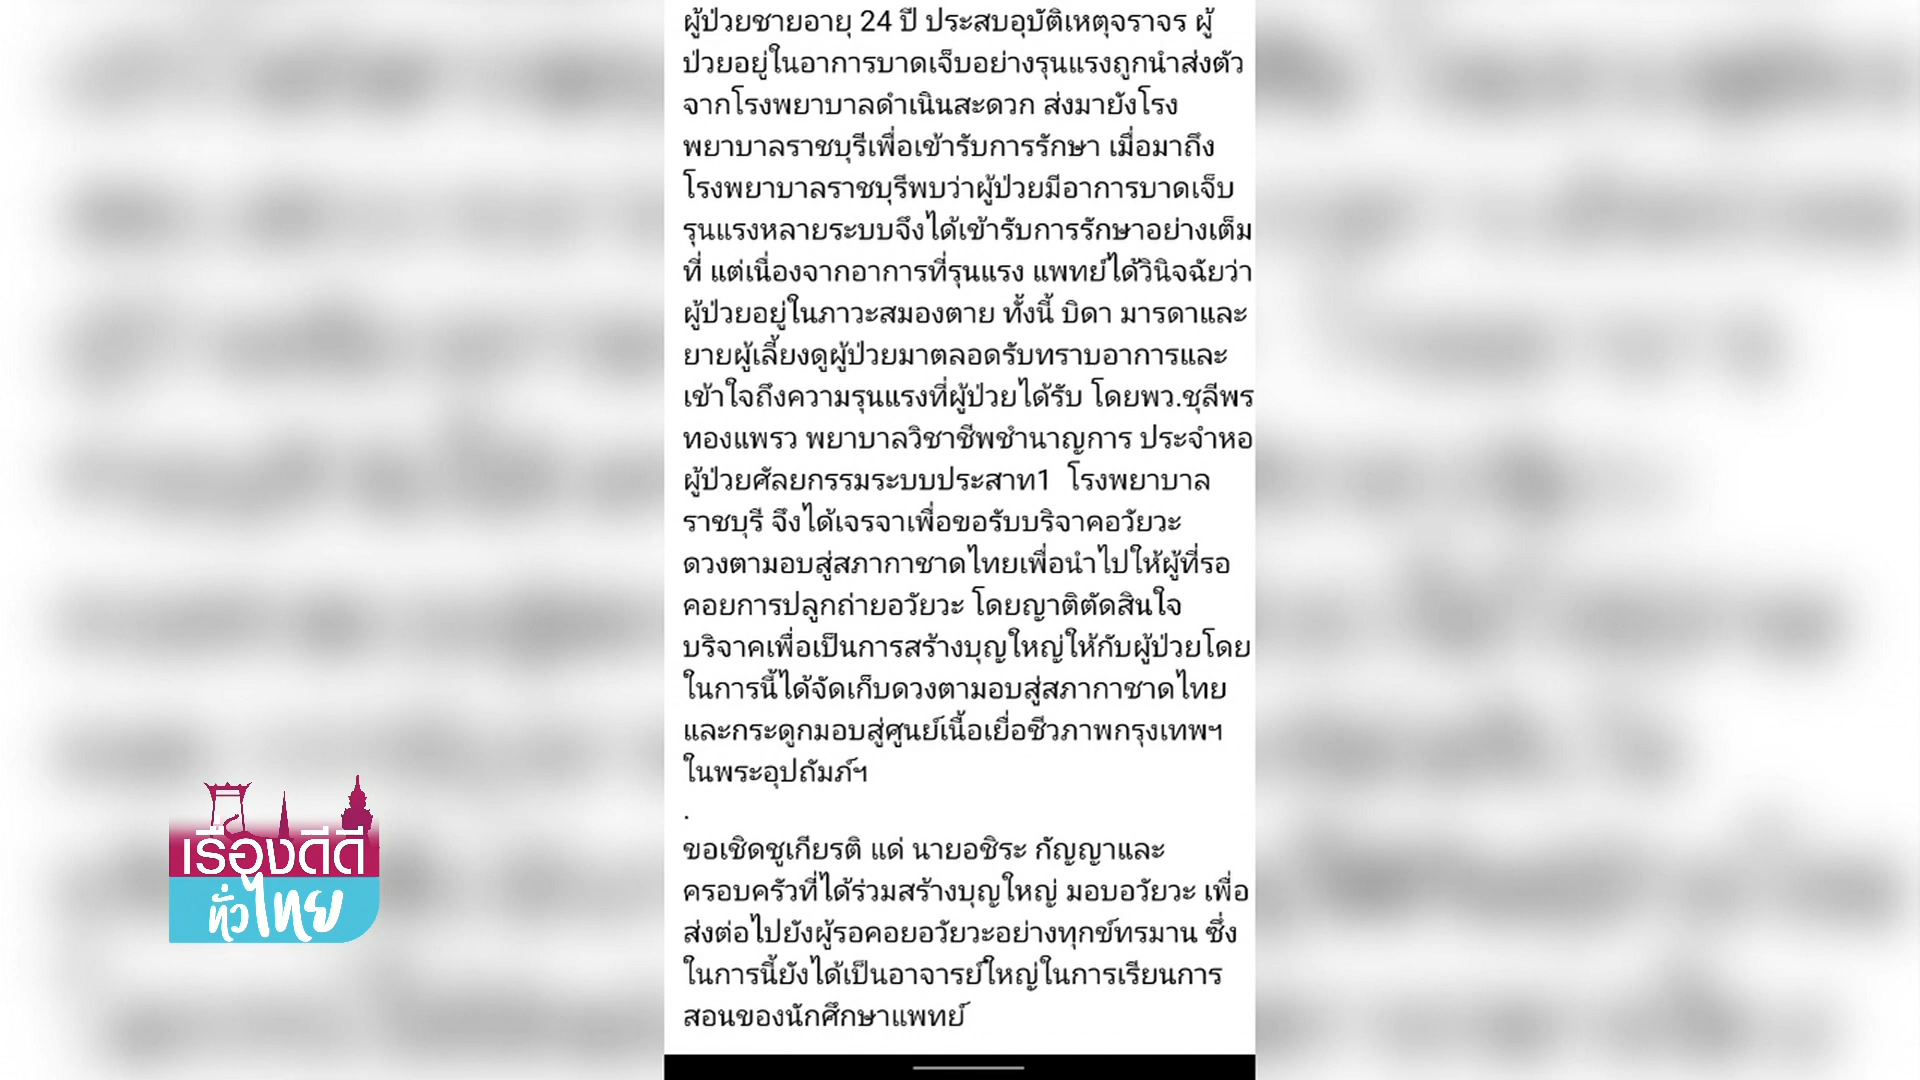 ผู้ป่วยชายอายุ 24 ปี ประสบอุบัติเหตุจราจร ผู้
ป่วยอยู่ในอาการบาดเจ็บอย่างรุนแรงถูกนำส่งตัว
จากโรงพยาบาลดำเนินสะดวก ส่งมายังโรง
พยาบาลราชบุรีเพื่อเข้ารับการรักษา เมื่อมาถึง
โรงพยาบาลราชบุรีพบว่าผู้ป่วยมีอาการบาดเจ็บ
รุนแรงหลายระบบจึงได้เข้ารับการรักษาอย่างเต็ม
ที่ แต่เนื่องจากอาการที่รุนแรง แพทย์ได้วินิจฉัยว่า
ผู้ป่วยอยู่ในภาวะสมองตาย ทั้งนี้ บิดา มารดาและ
ยายผู้เลี้ยงดูผู้ป่วยมาตลอดรับทราบอาการและ
เข้าใจถึงความรุนแรงที่ผู้ป่วยได้รับ โดยพว.ชุลีพร
ทองแพรว พยาบาลวิชาชีพชำนาญการ ประจำหอ
ผู้ป่วยศัลยกรรมระบบประสาท1 โรงพยาบาล
ราชบุรี จึงได้เจรจาเพื่อขอรับบริจาคอวัยวะ
ดวงตามอบสู่สภากาชาดไทยเพื่อนำไปให้ผู้ที่รอ
คอยการปลูกถ่ายอวัยวะ โดยญาติตัดสินใจ
บริจาคเพื่อเป็นการสร้างบุญใหญ่ให้กับผู้ป่วยโดย
ในการนี้ได้จัดเก็บดวงตามอบสู่สภากาชาดไทย
และกระดูกมอบสู่ศูนย์เนื้อเยื่อชีวภาพกรุงเทพฯ
ในพระอุปถัมภ์ฯ
.
ขอเชิดชูเกียรติ แด่ นายอชิระ กัญญาและ
ครอบครัวที่ได้ร่วมสร้างบุญใหญ่ มอบอวัยวะ เพื่อ
ส่งต่อไปยังผู้รอคอยอวัยวะอย่างทุกข์ทรมาน ซึ่ง
ในการนี้ยังได้เป็นอาจารย์ใหญ่ในการเรียนการ
สอนของนักศึกษาแพทย์
เรื่องดีดี
ทั่วไทย